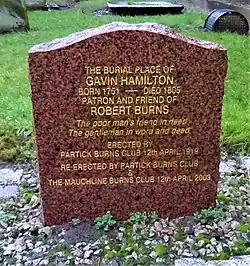 THE BURIAL PLACE OF
GAVIN HAMILTON
BORN 1751 — DIED 1805
PATRON AND FRIEND OF
ROBERT BURNS
"The poor man's friend in need
The gentleman in word and deed"
ERECTED BY
PARTICK BURNS CLUB 12th APRIL 1919
RE-ERECTED BY PARTICK BURNS CLUB
&
THE MAUCHLINE BURNS CLUB 12th APRIL 2003